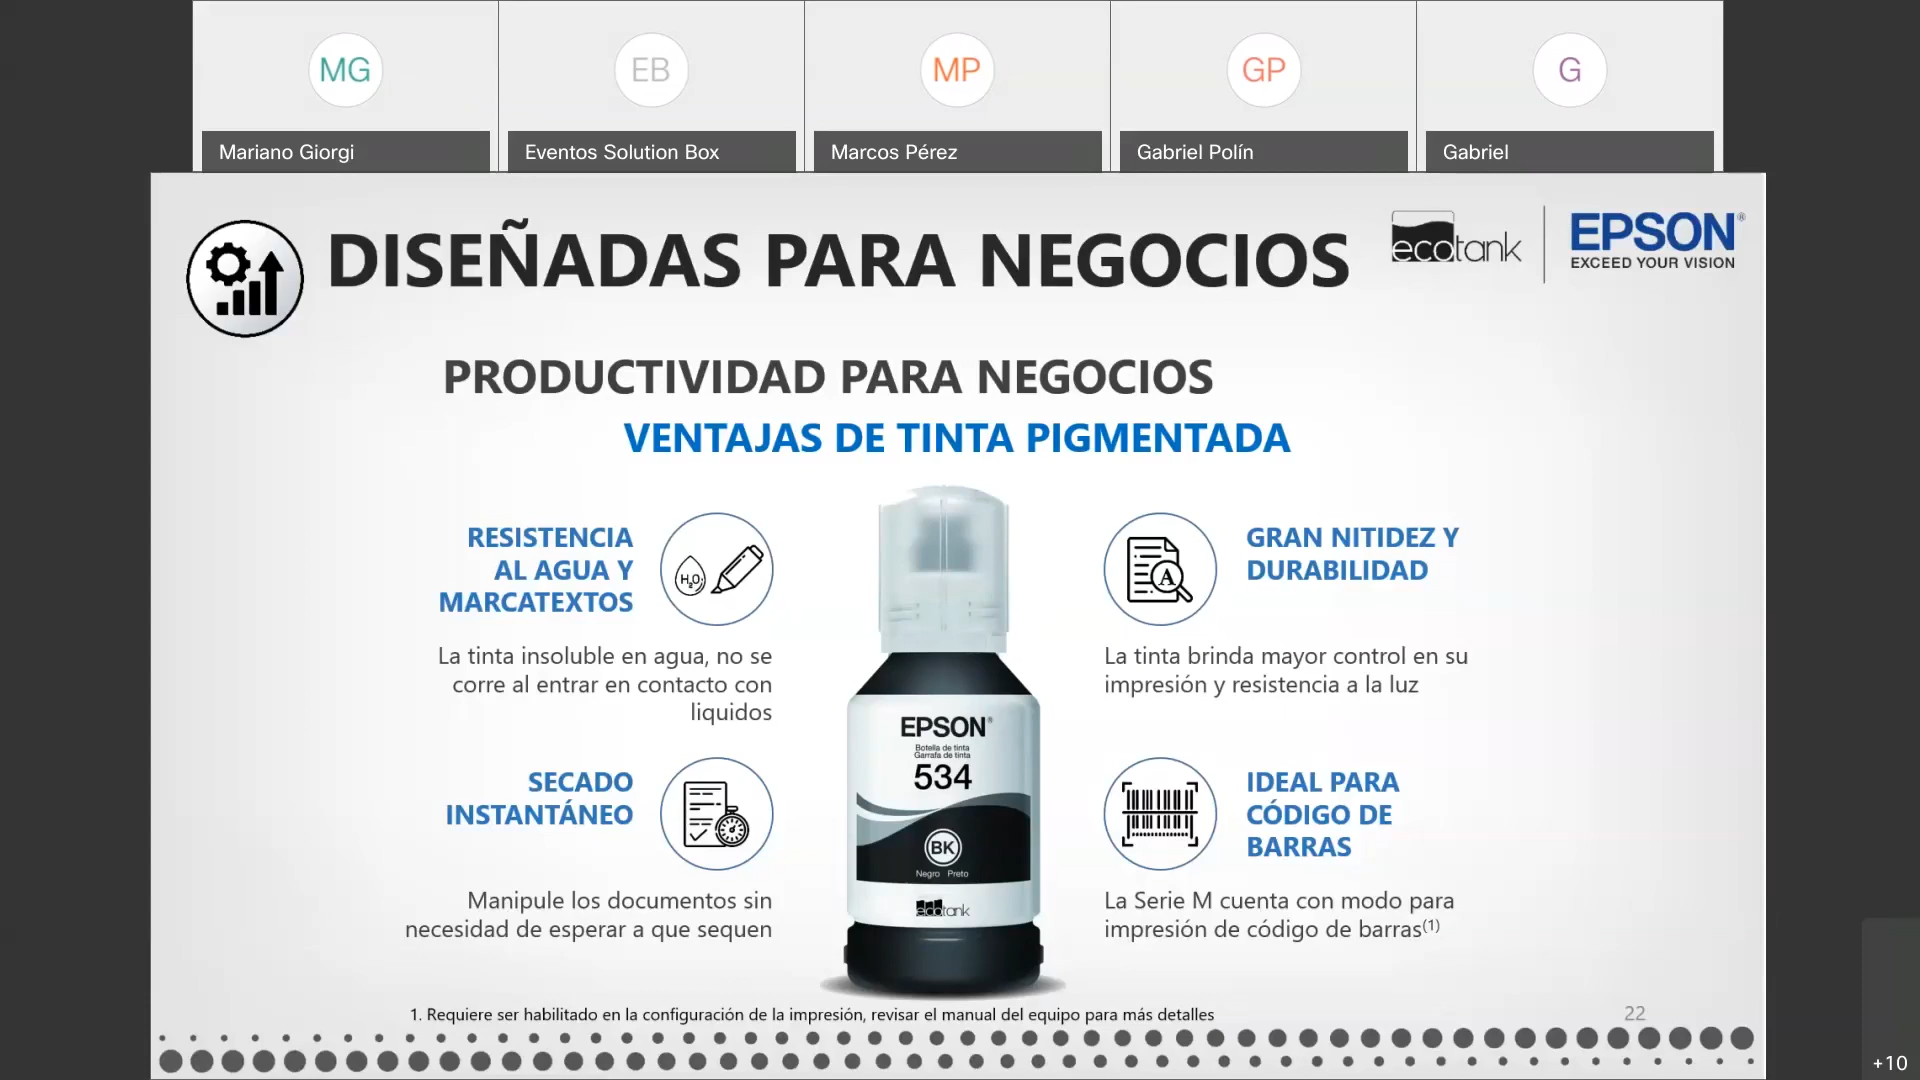 MG
EB
MP
GP
G
Mariano Giorgi
Eventos Solution Box
Marcos Pérez
Gabriel Polín
Gabriel
DISEÑADAS PARA NEGOCIOS
ecotank
EPSON®
EXCEED YOUR VISION
PRODUCTIVIDAD PARA NEGOCIOS
VENTAJAS DE TINTA PIGMENTADA
RESISTENCIA
AL AGUA Y
MARCATEXTOS
H2O
La tinta insoluble en agua, no se
corre al entrar en contacto con
liquidos
SECADO
INSTANTÁNEO
Manipule los documentos sin
necesidad de esperar a que sequen
EPSON®
Botella de tinta
Garrafa de tinta
534
BK
Negro Preto
ecotank
A
GRAN NITIDEZ Y
DURABILIDAD
La tinta brinda mayor control en su
impresión y resistencia a la luz
IDEAL PARA
CÓDIGO DE
BARRAS
La Serie M cuenta con modo para
impresión de código de barras(1)
1. Requiere ser habilitado en la configuración de la impresión, revisar el manual del equipo para más detalles
22
+10